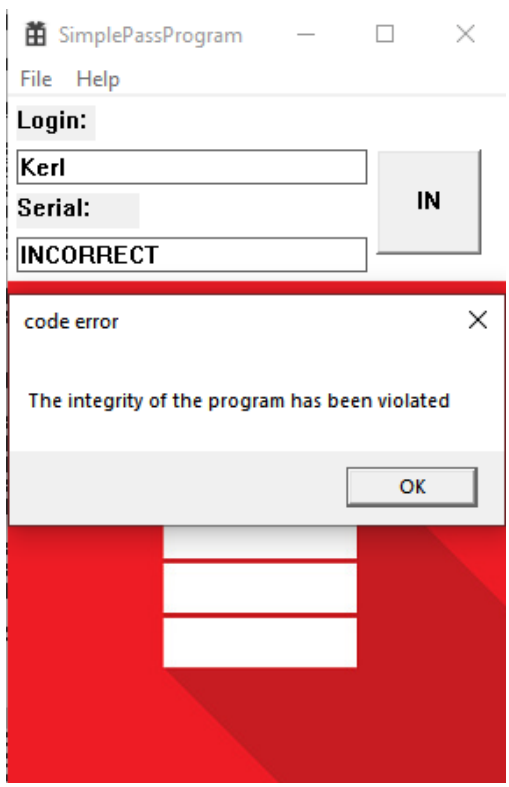 SimplePassProgram
File Help
Login:
Kerl
IN
Serial:
INCORRECT
code error
The integrity of the program has been violated
OK